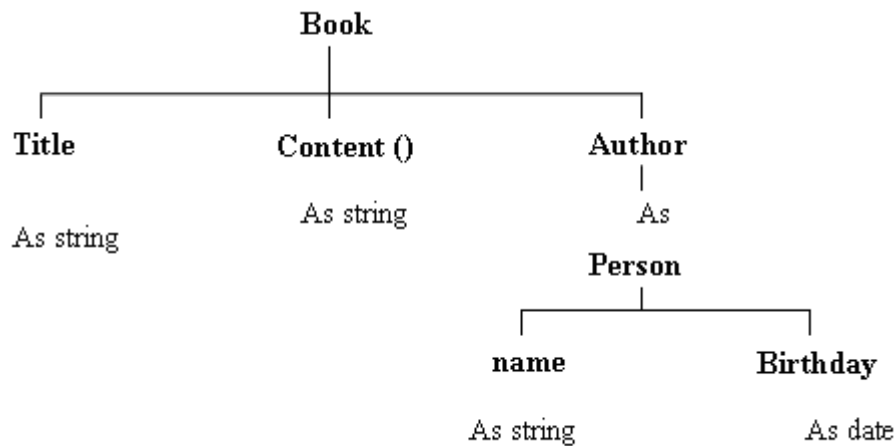 Book
Title Content () Author
As string As
As string
Person
name Birthday
As string As date